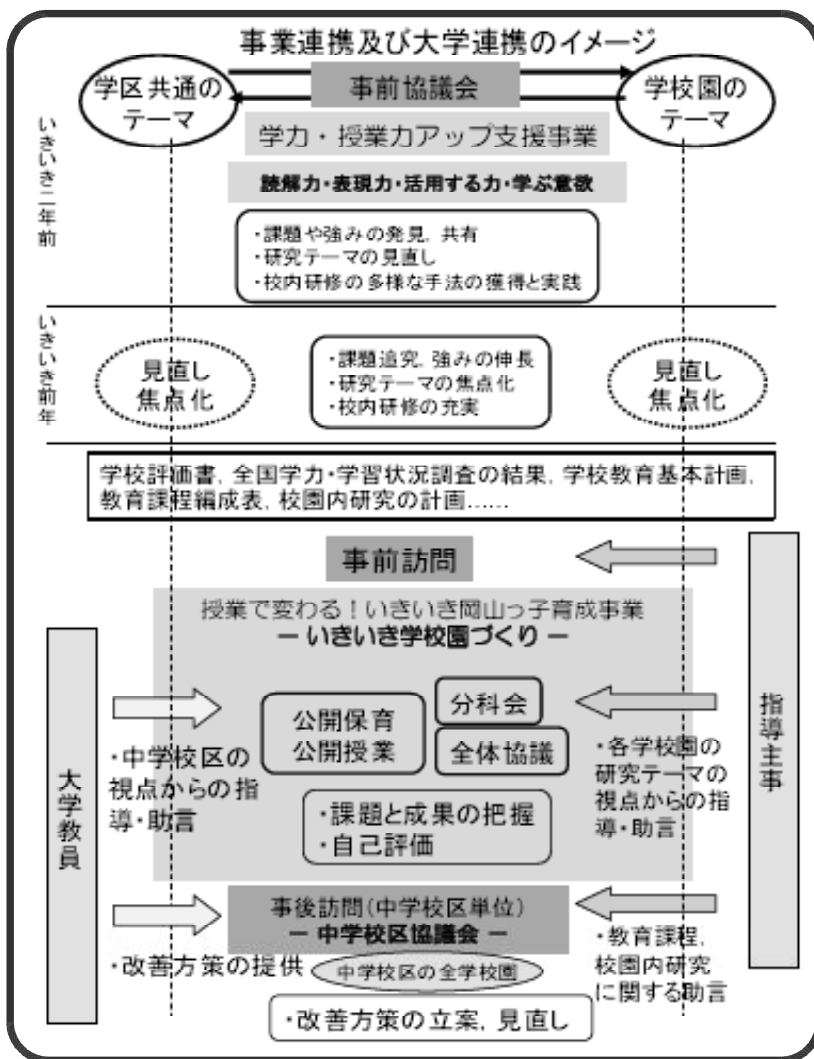 事業連携及び大学連携のイメージ
学区共通の
テーマ
事前協議会
学校園の
テーマ
いきいき二年前
学力・授業力アップ支援事業
読解力・表現力・活用する力・学ぶ意欲
・課題や強みの発見, 共有
・研究テーマの見直し
・校内研修の多様な手法の獲得と実践
いきいき前年
見直し
焦点化
・課題追究, 強みの伸長
・研究テーマの焦点化
・校内研修の充実
見直し
焦点化
学校評価書, 全国学力・学習状況調査の結果, 学校教育基本計画,
教育課程編成表, 校園内研究の計画……
事前訪問
授業で変わる！いきいき岡山っ子育成事業
― いきいき学校園づくり ―
大学教員
指導主事
公開保育
公開授業
分科会
全体協議
・中学校区の
視点からの指
導・助言
・各学校園の
研究テーマの
視点からの指
導・助言
・課題と成果の把握
・自己評価
事後訪問(中学校区単位)
― 中学校区協議会 ―
・改善方策の提供
中学校区の全学校園
・教育課程,
校園内研究
に関する助言
・改善方策の立案, 見直し